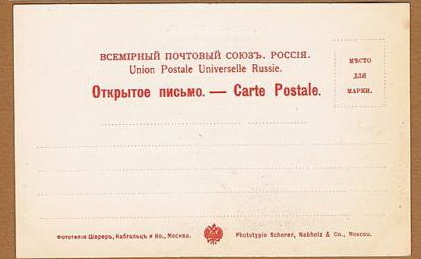 ВСЕМІРНЫЙ ПОЧТОВЫЙ СОЮЗЪ. РОССІЯ.
Union Postale Universelle Russie.
Открытое письмо. — Carte Postale.
МѢСТО
ДЛЯ
МАРКИ.
Фототипія Шереръ, Набгольцъ и Ко., Москва.
Phototypie Scherer, Nabholz & Co., Moscou.